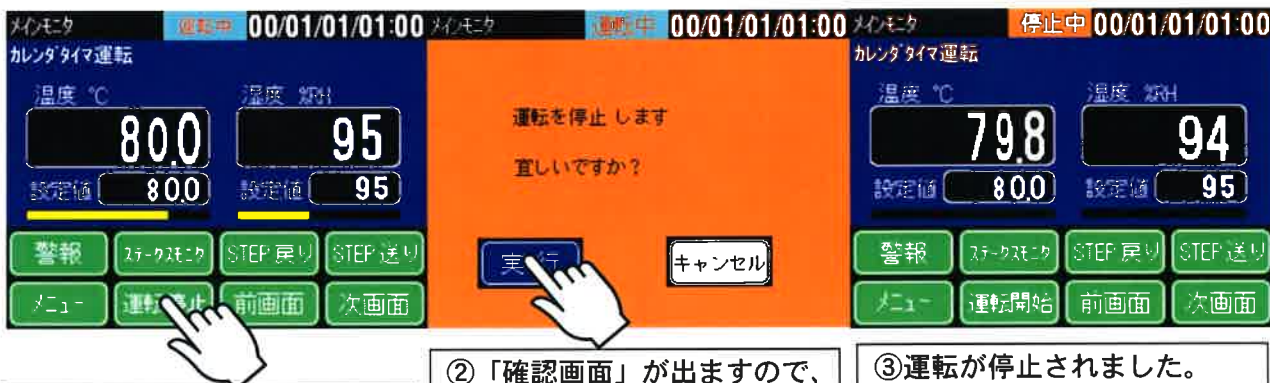 メインモニタ 運転中 00/01/01/01:00
カレンダタイマ運転
温度 ℃ 湿度 %RH
80.0 95
設定値 80.0 設定値 95
警報 ステータスモニタ STEP戻り STEP送り
メニュー 運転停止 前画面 次画面
メインモニタ 運転中 00/01/01/01:00
運転を停止します
宜しいですか?
実行 キャンセル
②「確認画面」が出ますので、
メインモニタ 停止中 00/01/01/01:00
カレンダタイマ運転
温度 ℃ 湿度 %RH
79.8 94
設定値 80.0 設定値 95
警報 ステータスモニタ STEP戻り STEP送り
メニュー 運転開始 前画面 次画面
③運転が停止されました。